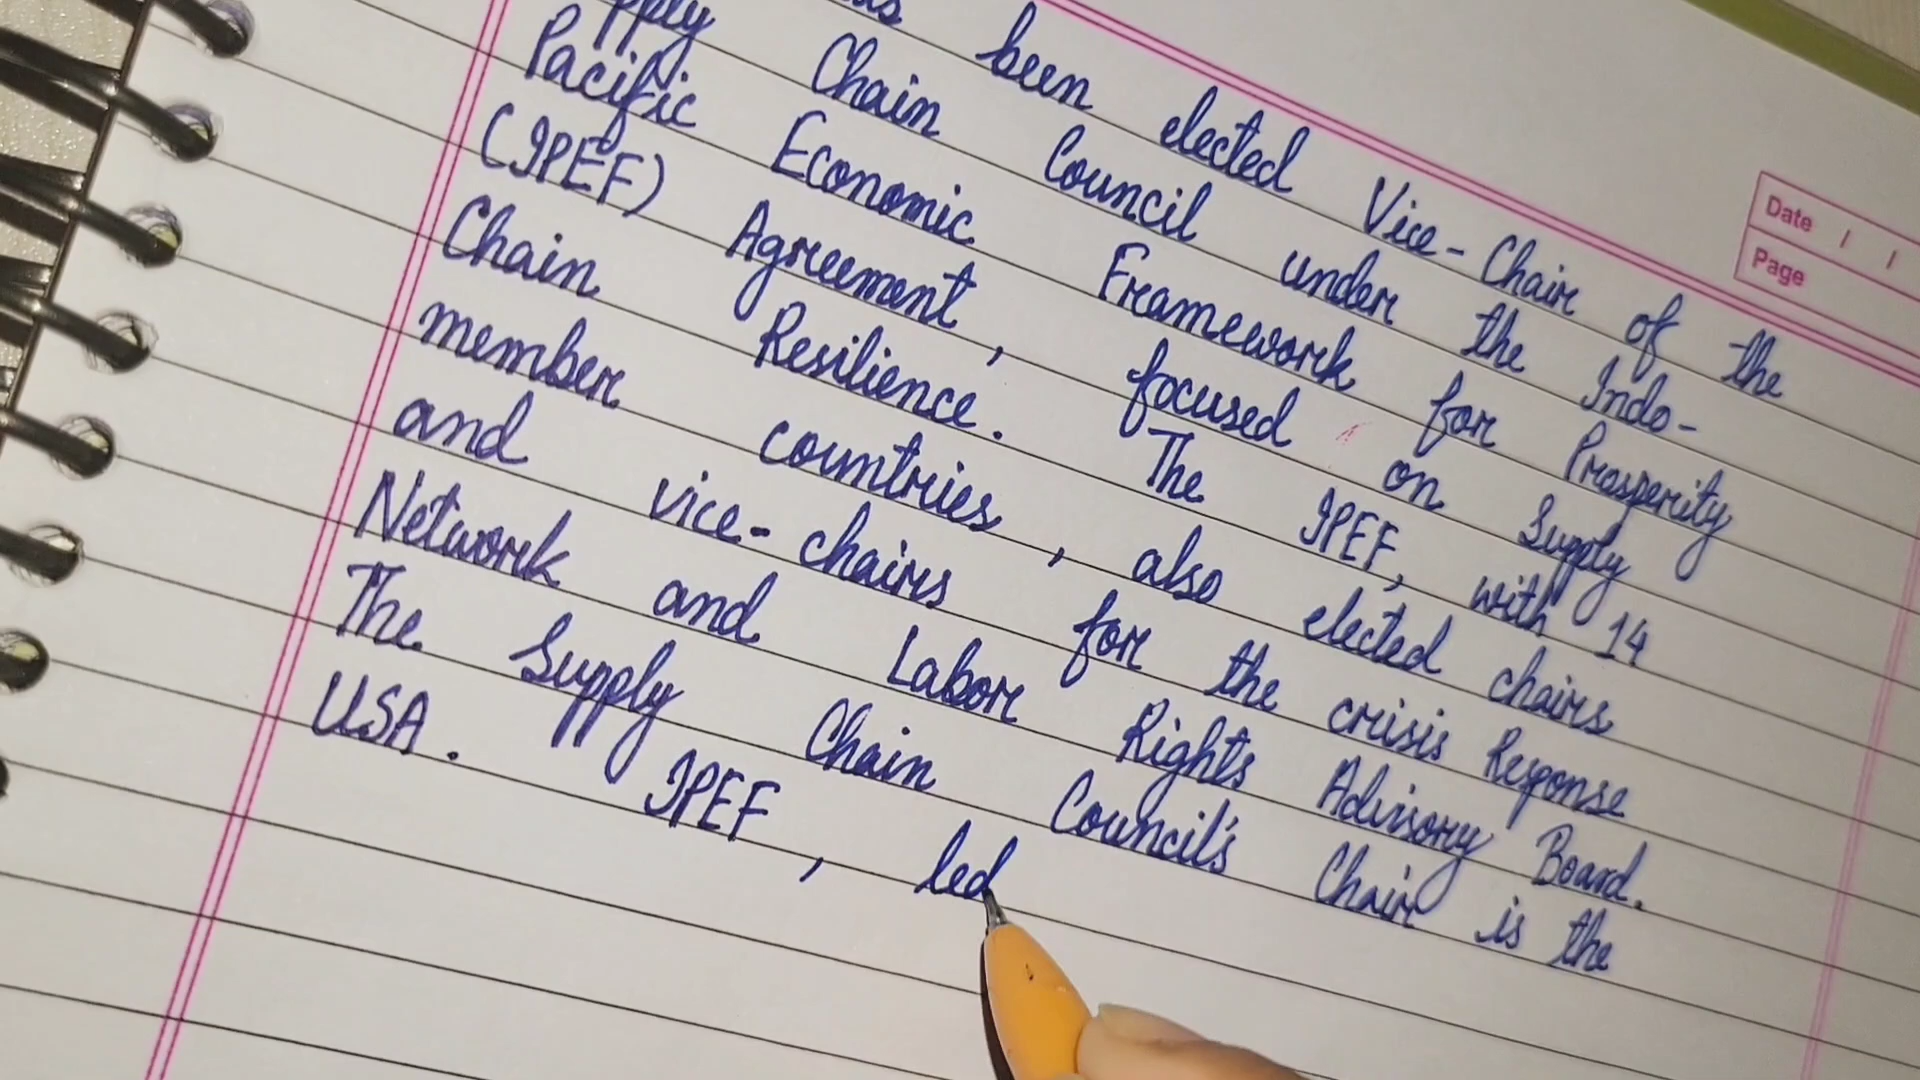 been elected Vice-Chair of the
Chain Council under the Indo-
Pacific Economic Framework for Prosperity
(IPEF) Agreement, focused on Supply
Chain Resilience. The IPEF, with 14
member countries, also elected chairs
and vice-chairs for the crisis Response
Network and Labor Rights Advisory Board.
The Supply Chain Council's Chair is the
USA. IPEF, led
Date / /
Page